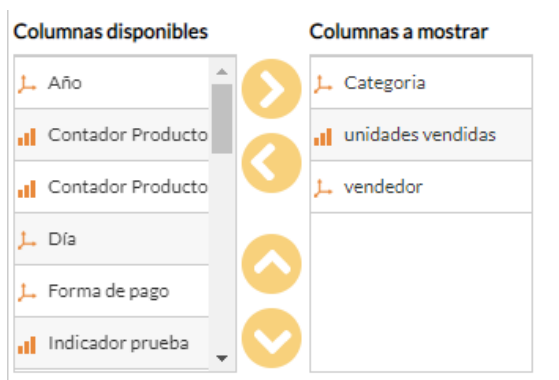 Columnas disponibles
Año
Contador Producto
Contador Producto
Día
Forma de pago
Indicador prueba
Columnas a mostrar
Categoria
unidades vendidas
vendedor